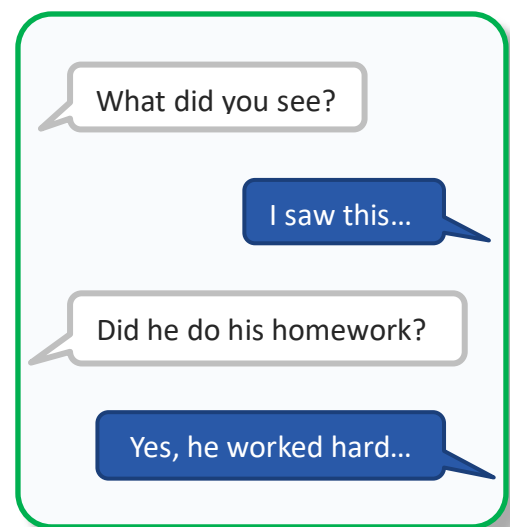 What did you see?
I saw this...
Did he do his homework?
Yes, he worked hard...